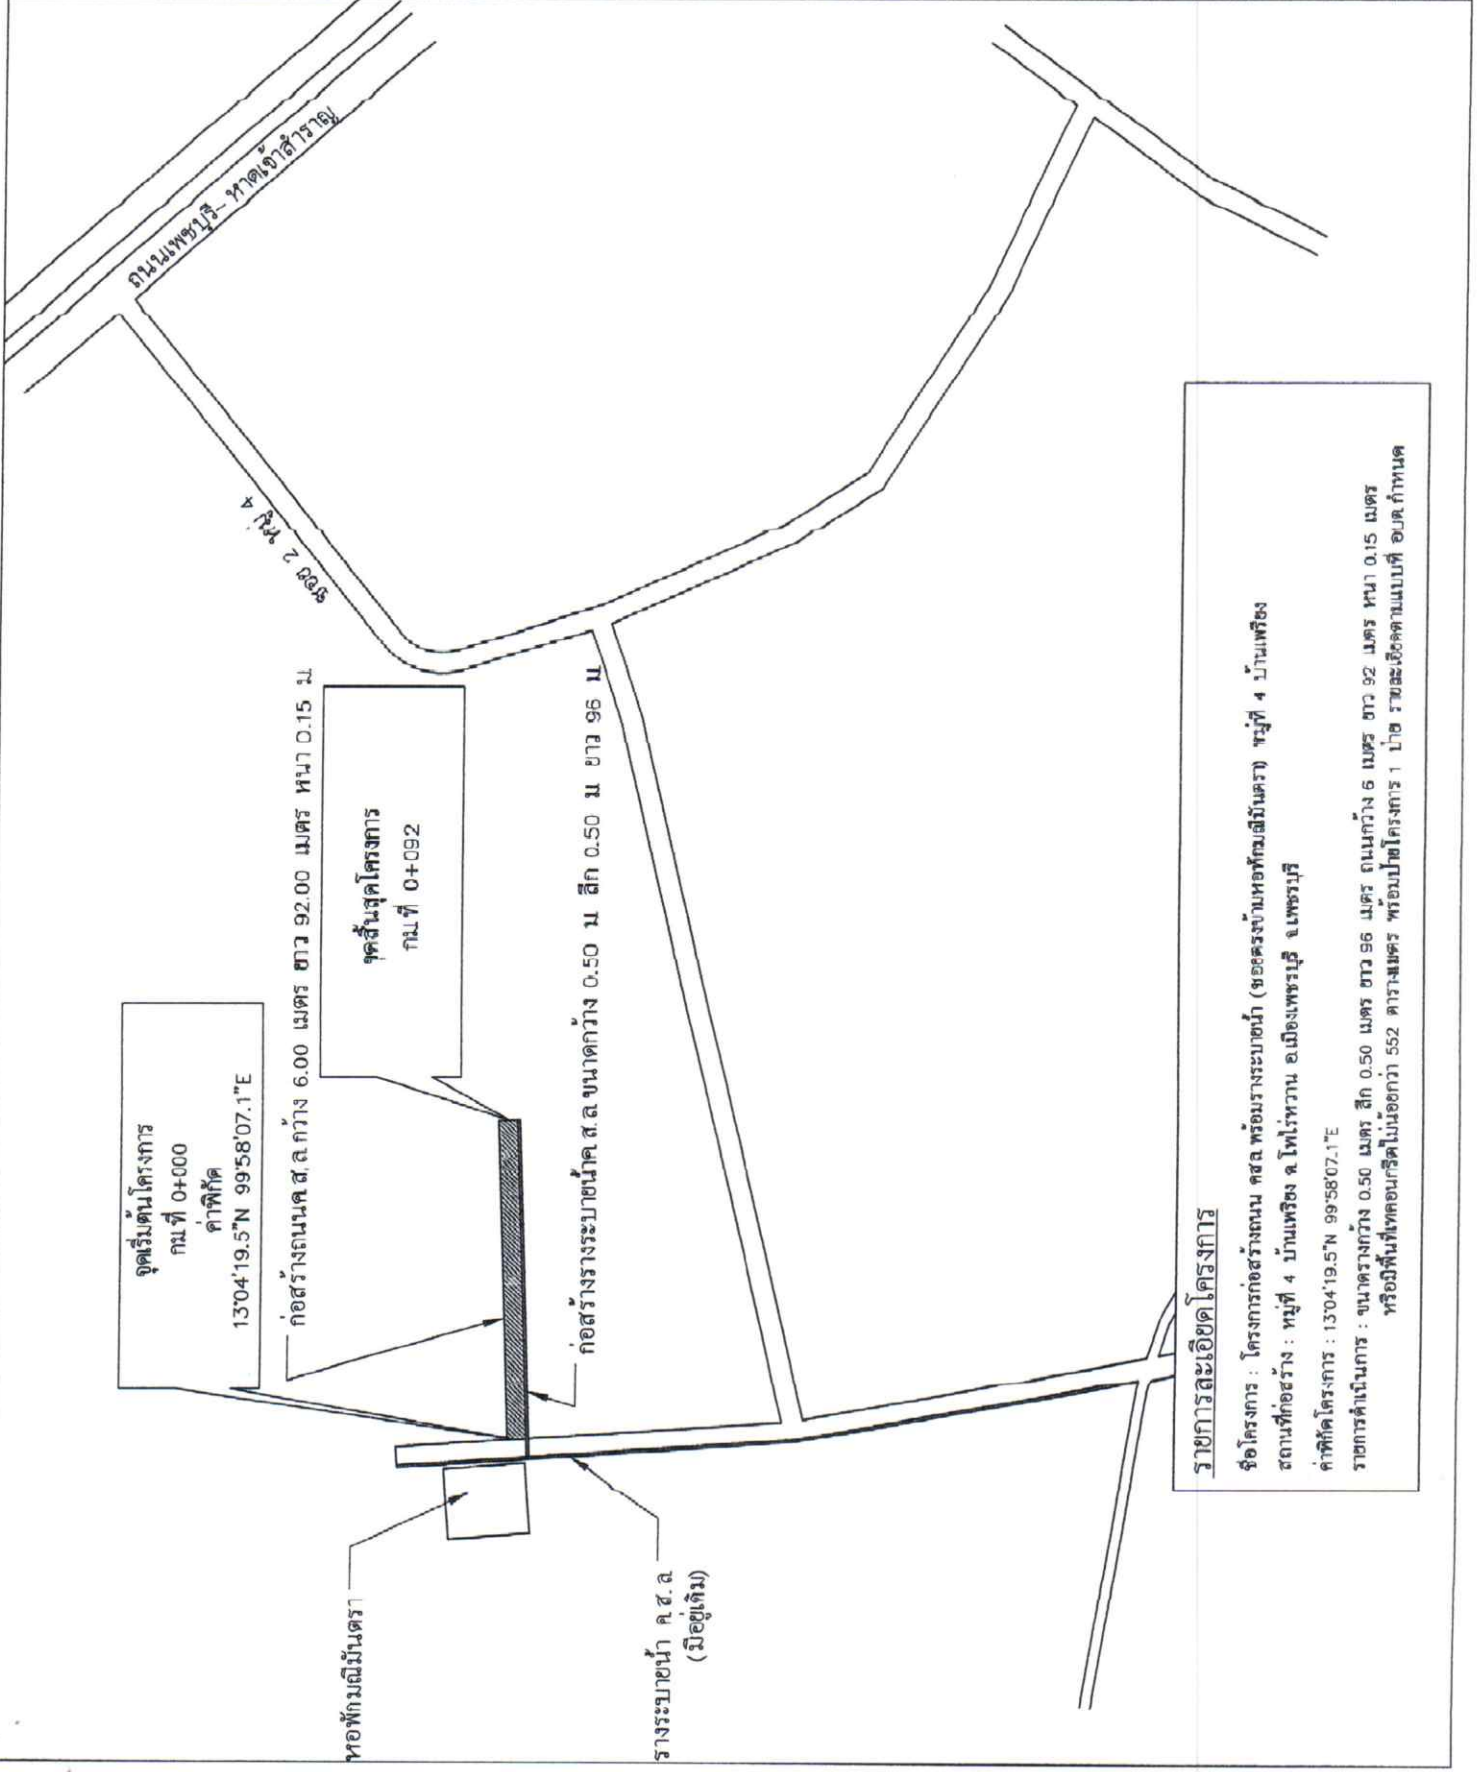 ถนนเพชรบุรี- หาดเจ้าสำราญ
ซอย 2 หมู่ 4
จุดเริ่มต้นโครงการ
กม.ที่ 0+000
ค่าพิกัด
13°04'19.5"N 99°58'07.1"E
ก่อสร้างถนนค.ส.ล.กว้าง 6.00 เมตร ยาว 92.00 เมตร หนา 0.15 ม.
จุดสิ้นสุดโครงการ
กม.ที่ 0+092
ก่อสร้างรางระบายน้ำค.ส.ล.ขนาดกว้าง 0.50 ม ลึก 0.50 ม ยาว 96 ม
หอพักมณีมันตรา
รางระบายน้ำ ค.ส.ล
(มีอยู่เดิม)
รายการละเอียดโครงการ
ชื่อโครงการ : โครงการก่อสร้างถนน คสล.พร้อมรางระบายน้ำ (ซอยตรงข้ามหอพักมณีมันตรา) หมู่ที่ 4 บ้านเพรียง
สถานที่ก่อสร้าง : หมู่ที่ 4 บ้านเพรียง ต.โพไร่หวาน อ.เมืองเพชรบุรี จ.เพชรบุรี
ค่าพิกัดโครงการ : 13°04'19.5"N 99°58'07.1"E
รายการดำเนินการ : ขนาดรางกว้าง 0.50 เมตร ลึก 0.50 เมตร ยาว 96 เมตร ถนนกว้าง 6 เมตร ยาว 92 เมตร หนา 0.15 เมตร
หรือมีพื้นที่เทคอนกรีตไม่น้อยกว่า 552 ตารางเมตร พร้อมป้ายโครงการ 1 ป้าย รายละเอียดตามแบบที่ อบต.กำหนด